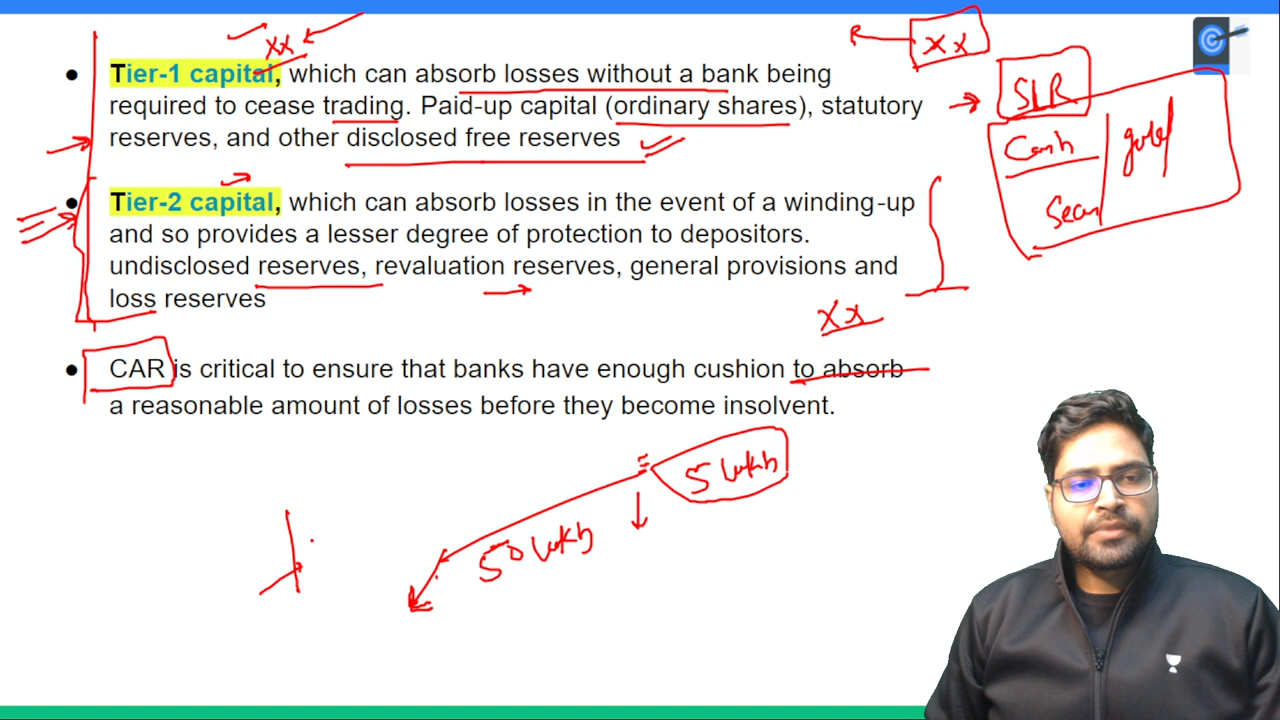 xx
xx
Tier-1 capital, which can absorb losses without a bank being
required to cease trading. Paid-up capital (ordinary shares), statutory
reserves, and other disclosed free reserves
SLR
Cash
gold
Tier-2 capital, which can absorb losses in the event of a winding-up
and so provides a lesser degree of protection to depositors.
undisclosed reserves, revaluation reserves, general provisions and
loss reserves
xx
CAR is critical to ensure that banks have enough cushion to absorb
a reasonable amount of losses before they become insolvent.
5 lakh
50 lakh